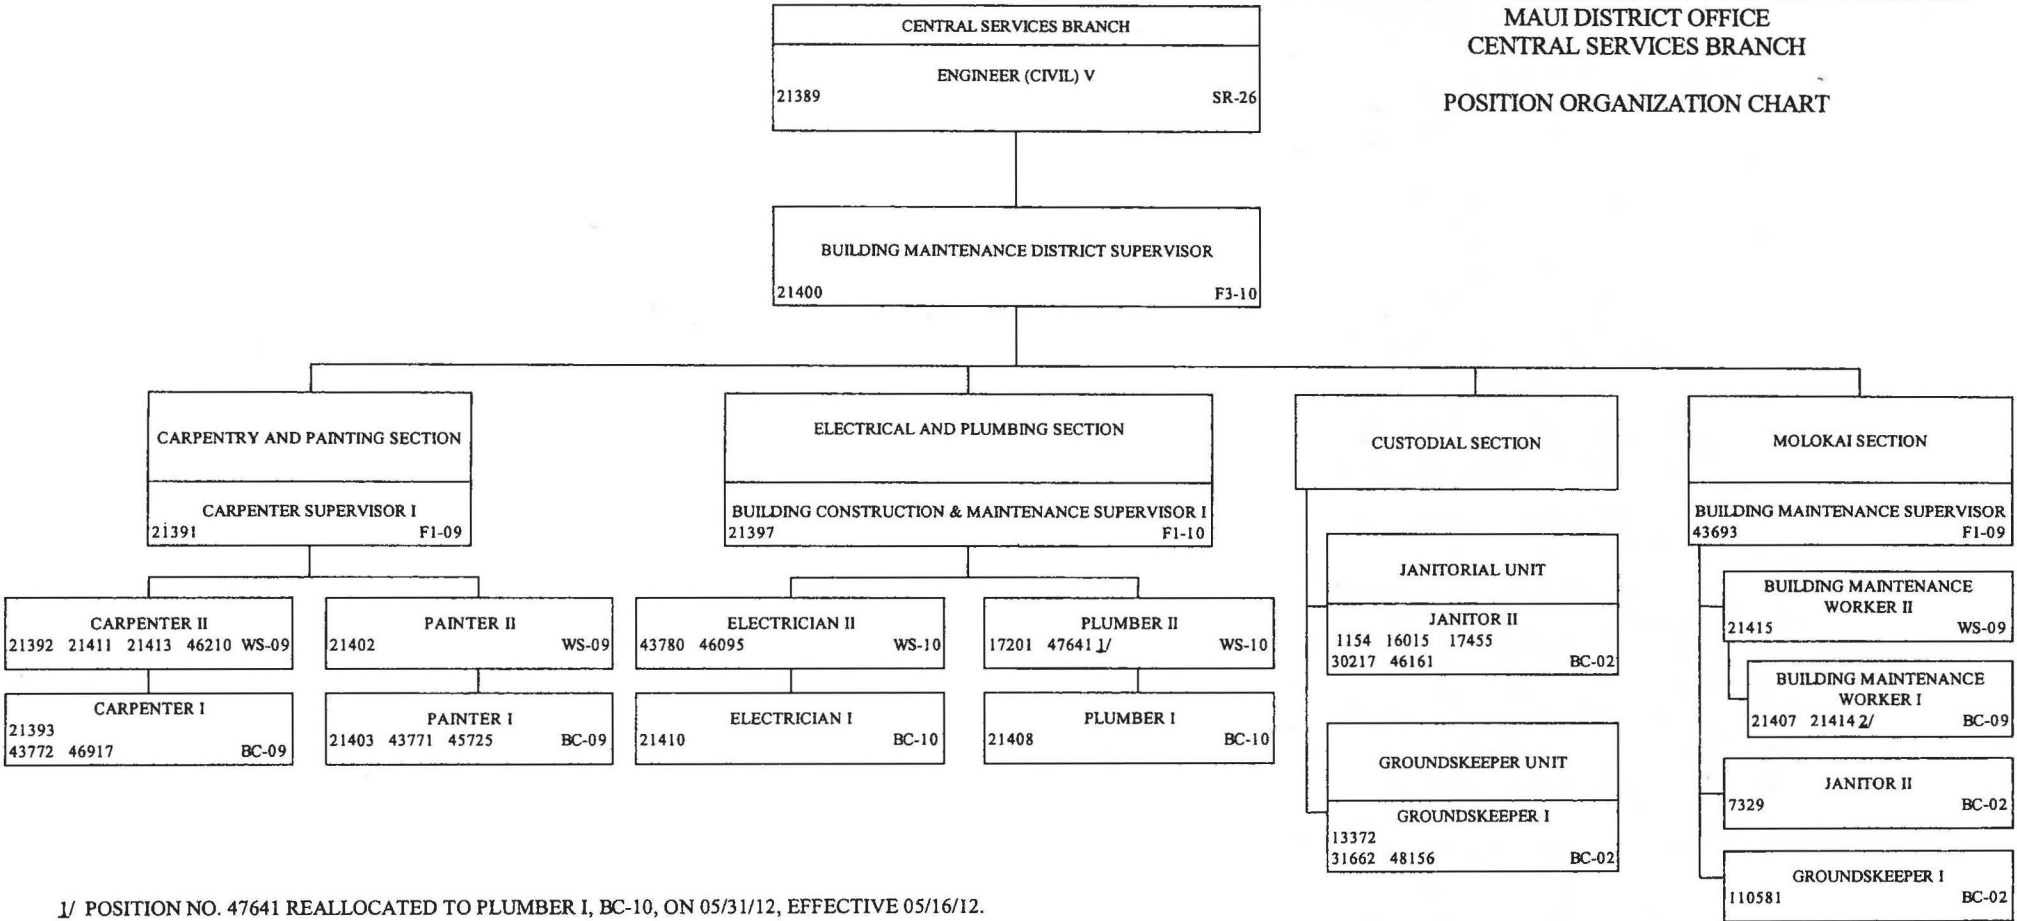 MAUI DISTRICT OFFICE
CENTRAL SERVICES BRANCH
POSITION ORGANIZATION CHART
CENTRAL SERVICES BRANCH
ENGINEER (CIVIL) V
21389 SR-26
BUILDING MAINTENANCE DISTRICT SUPERVISOR
21400 F3-10
CARPENTRY AND PAINTING SECTION
CARPENTER SUPERVISOR I
21391 F1-09
CARPENTER II
21392 21411 21413 46210 WS-09
CARPENTER I
21393
43772 46917 BC-09
PAINTER II
21402 WS-09
PAINTER I
21403 43771 45725 BC-09
ELECTRICAL AND PLUMBING SECTION
BUILDING CONSTRUCTION & MAINTENANCE SUPERVISOR I
21397 F1-10
ELECTRICIAN II
43780 46095 WS-10
ELECTRICIAN I
21410 BC-10
PLUMBER II
17201 47641 1/ WS-10
PLUMBER I
21408 BC-10
CUSTODIAL SECTION
JANITORIAL UNIT
JANITOR II
1154 16015 17455
30217 46161 BC-02
GROUNDSKEEPER UNIT
GROUNDSKEEPER I
13372
31662 48156 BC-02
MOLOKAI SECTION
BUILDING MAINTENANCE SUPERVISOR
43693 F1-09
BUILDING MAINTENANCE
WORKER II
21415 WS-09
BUILDING MAINTENANCE
WORKER I
21407 21414 2/ BC-09
JANITOR II
7329 BC-02
GROUNDSKEEPER I
110581 BC-02
1/ POSITION NO. 47641 REALLOCATED TO PLUMBER I, BC-10, ON 05/31/12, EFFECTIVE 05/16/12.